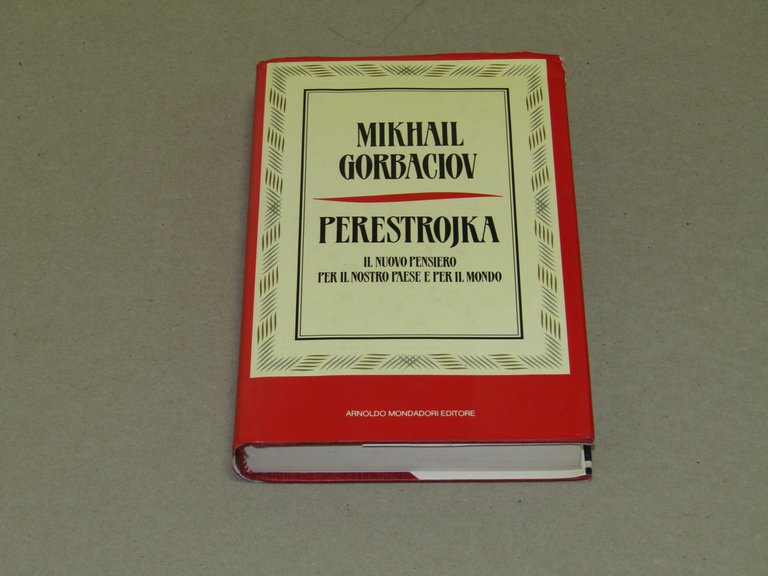 MIKHAIL
GORBACIOV
PERESTROJKA
IL NUOVO PENSIERO
PER IL NOSTRO PAESE E PER IL MONDO
ARNOLDO MONDADORI EDITORE